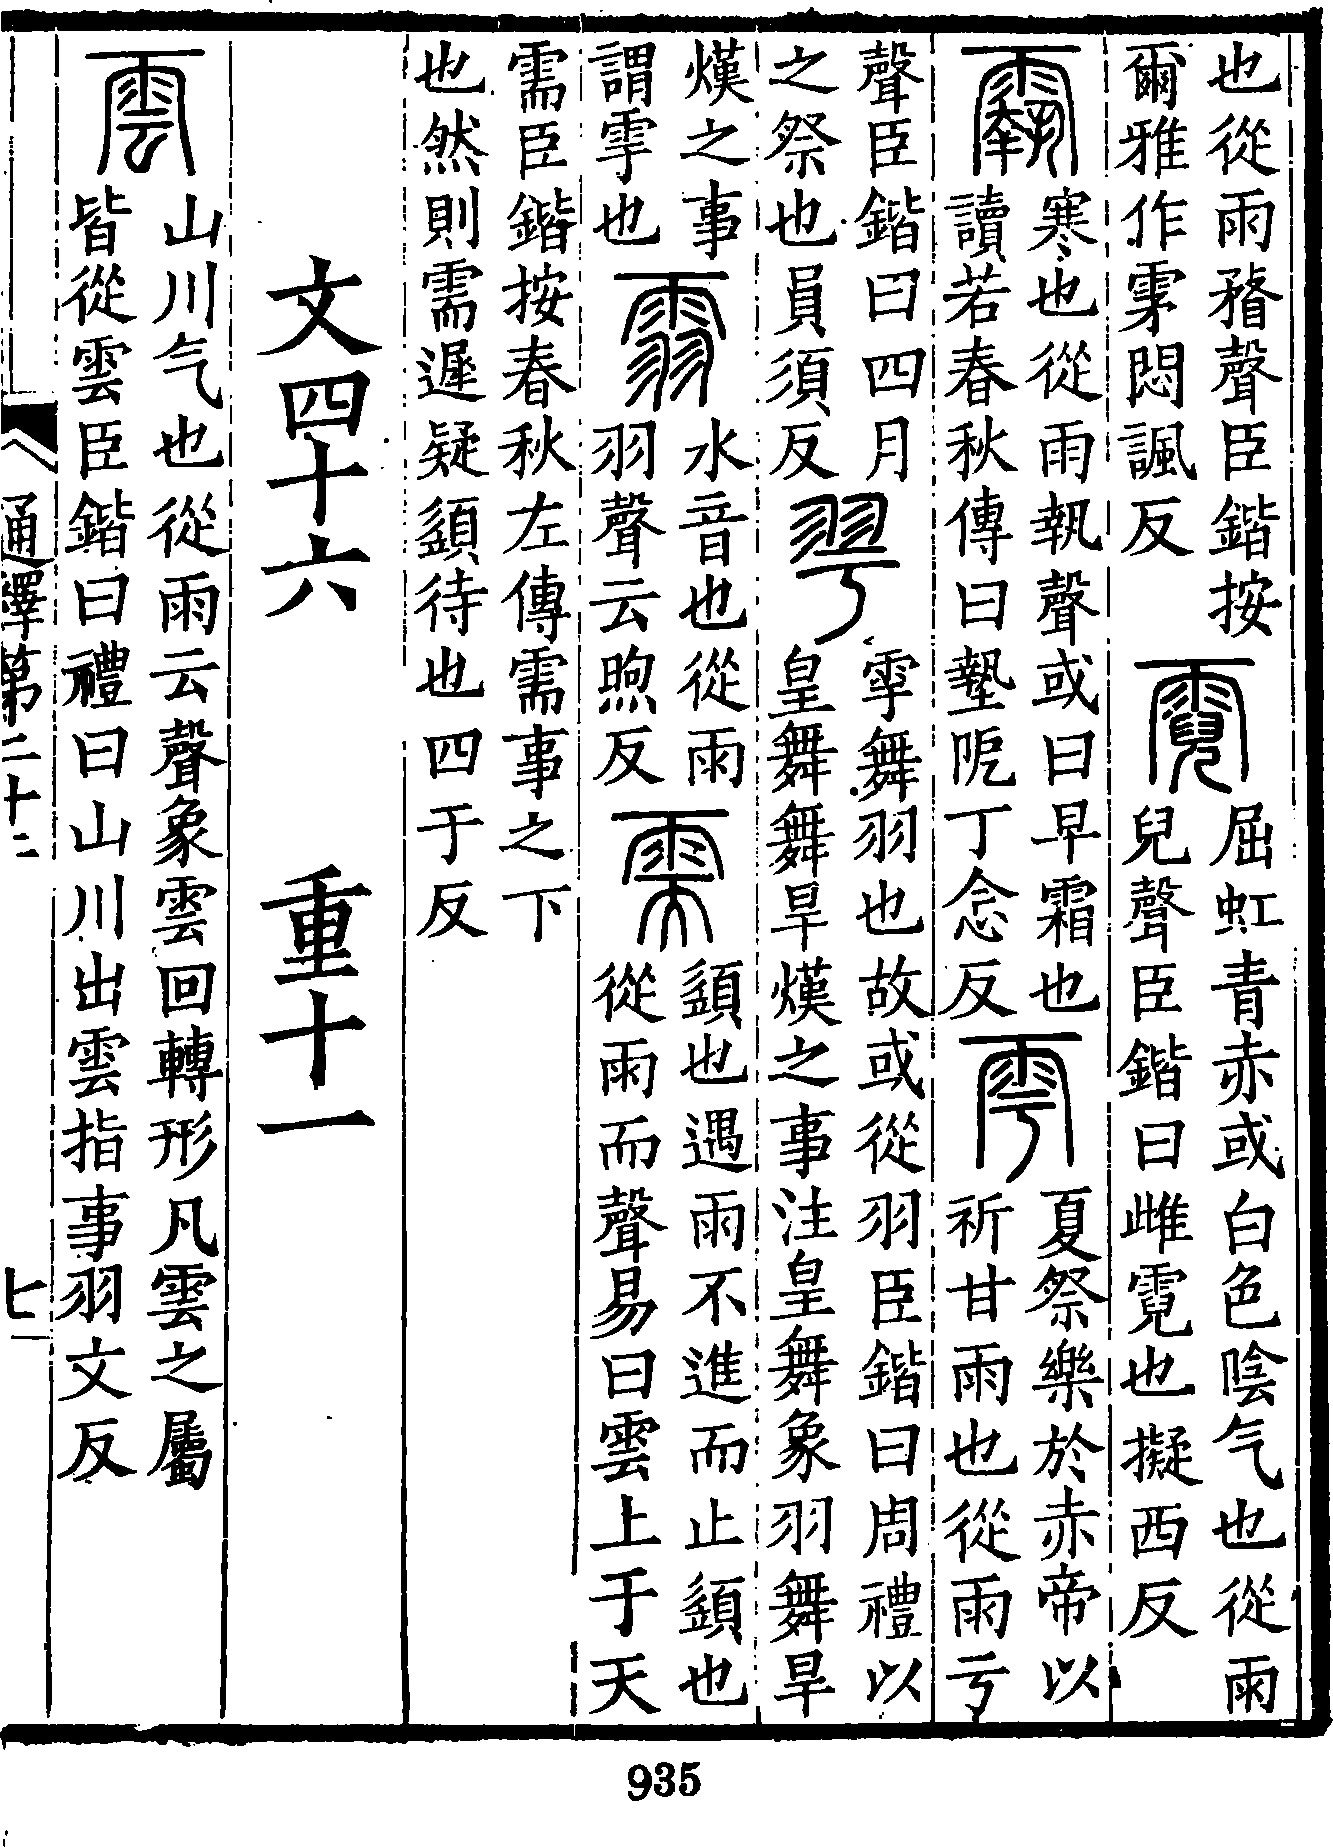 也從雨瞀聲臣鍇按
爾雅作雺悶諷反
霓
屈虹青赤或白色陰气也從雨
兒聲臣鍇曰雌霓也擬西反
䨴
寒也從雨執聲或曰早霜也
讀若春秋傳曰墊阨丁念反
雩
夏祭樂於赤帝以
祈甘雨也從雨亏
聲臣鍇曰四月
之祭也員須反
𦏻
雩舞羽也故或從羽臣鍇曰周禮以
皇舞舞旱熯之事注皇舞象羽舞旱
熯之事
謂雩也
䨒
水音也從雨
羽聲云煦反
需
䇓也遇雨不進而止䇓也
從雨而聲易曰雲上于天
需臣鍇按春秋左傳需事之下
也然則需遲疑䇓待也四于反
文四十六 重十一
雲
山川气也從雨云聲象雲回轉形凡雲之屬
皆從雲臣鍇曰禮曰山川出雲指事羽文反
通釋第二十二 七
935